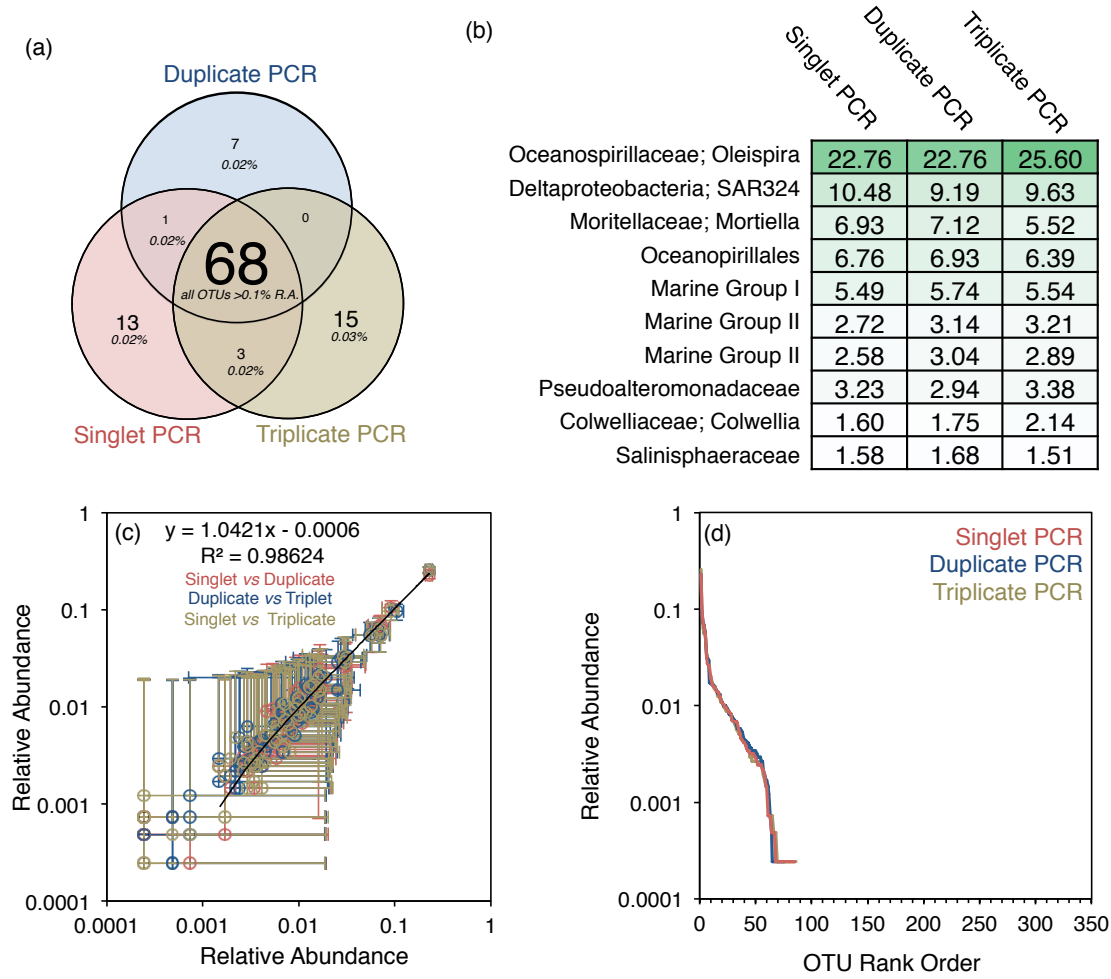 (a)
Duplicate PCR
7
0.02%
1
0.02%
0
68
all OTUs >0.1% R.A.
13
0.02%
15
0.03%
3
0.02%
Singlet PCR
Triplicate PCR
(b)
Singlet PCR
Duplicate PCR
Triplicate PCR
Oceanospirillaceae; Oleispira 22.76 22.76 25.60
Deltaproteobacteria; SAR324 10.48 9.19 9.63
Moritellaceae; Mortiella 6.93 7.12 5.52
Oceanopirillales 6.76 6.93 6.39
Marine Group I 5.49 5.74 5.54
Marine Group II 2.72 3.14 3.21
Marine Group II 2.58 3.04 2.89
Pseudoalteromonadaceae 3.23 2.94 3.38
Colwelliaceae; Colwellia 1.60 1.75 2.14
Salinisphaeraceae 1.58 1.68 1.51
(c)
y = 1.0421x - 0.0006
R² = 0.98624
Singlet vs Duplicate
Duplicate vs Triplet
Singlet vs Triplicate
1
0.1
0.01
0.001
0.0001
Relative Abundance
0.0001 0.001 0.01 0.1 1
Relative Abundance
(d)
Singlet PCR
Duplicate PCR
Triplicate PCR
1
0.1
0.01
0.001
0.0001
Relative Abundance
0 50 100 150 200 250 300 350
OTU Rank Order